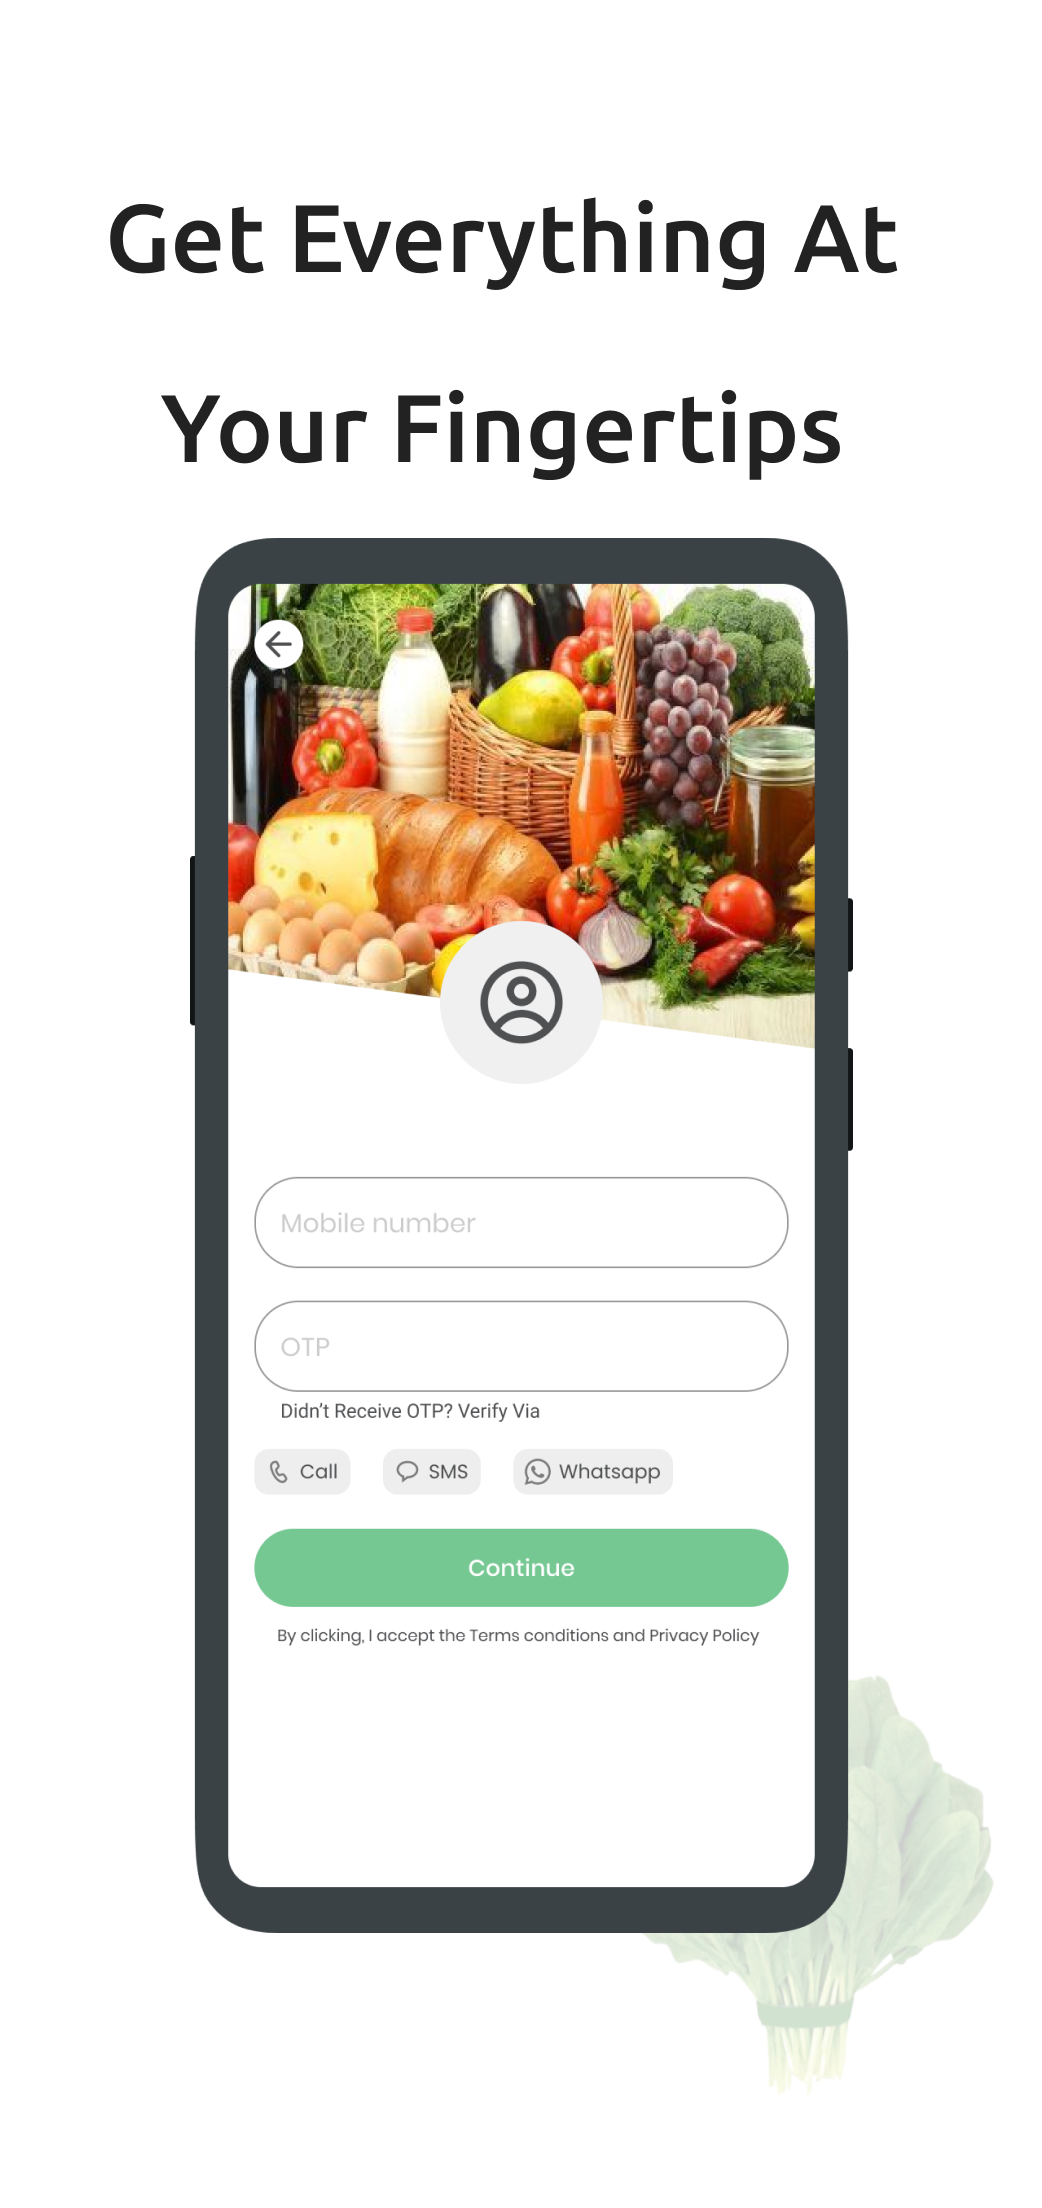 Get Everything At
Your Fingertips
Mobile number
OTP
Didn't Receive OTP? Verify Via
Call SMS Whatsapp
Continue
By clicking, I accept the Terms conditions and Privacy Policy